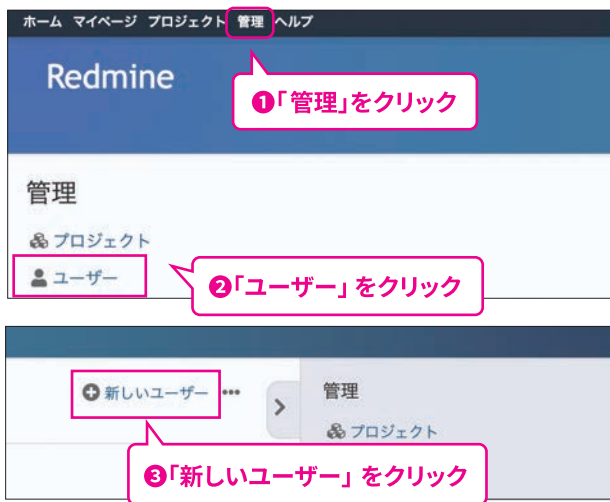 ホーム マイページ プロジェクト 管理 ヘルプ
Redmine
❶「管理」をクリック
管理
プロジェクト
ユーザー
❷「ユーザー」をクリック
新しいユーザー •••
管理
プロジェクト
❸「新しいユーザー」をクリック